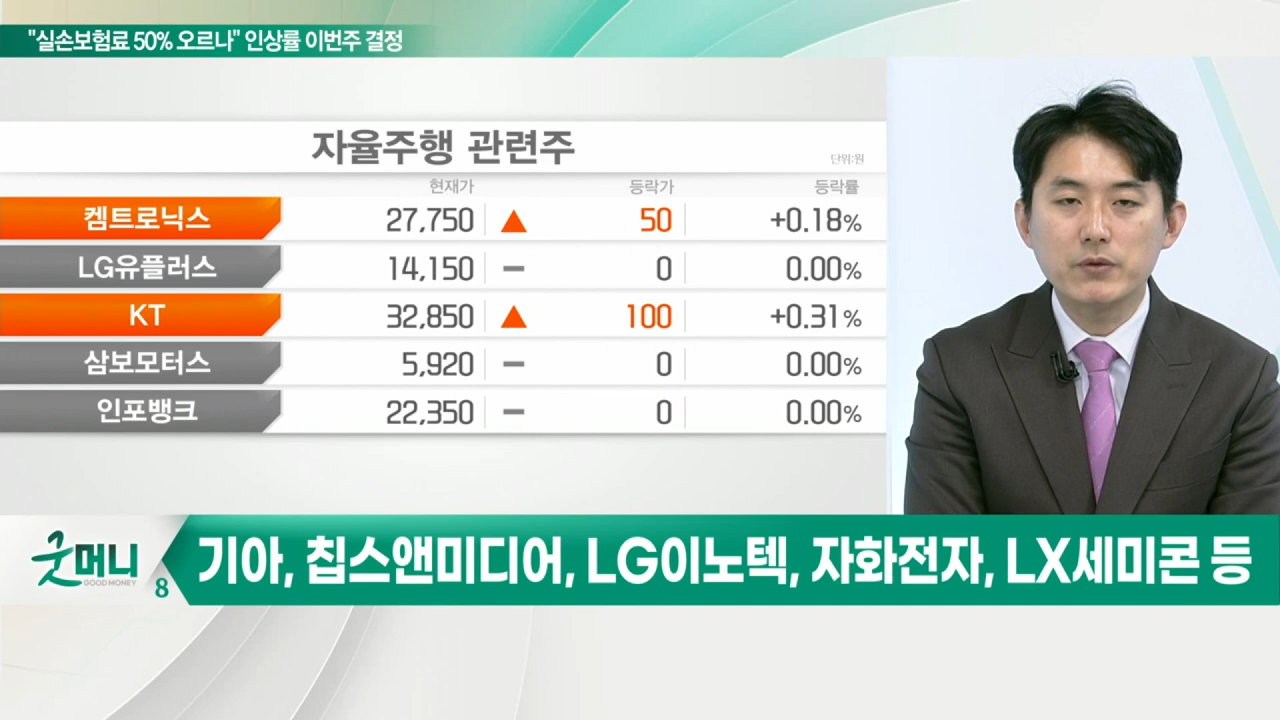 "실손보험료 50% 오르나" 인상률 이번주 결정
자율주행 관련주
단위:원
현재가 등락가 등락률
켐트로닉스 27,750 ▲ 50 +0.18%
LG유플러스 14,150 – 0 0.00%
KT 32,850 ▲ 100 +0.31%
삼보모터스 5,920 – 0 0.00%
인포뱅크 22,350 – 0 0.00%
굿머니
GOOD MONEY
8
기아, 칩스앤미디어, LG이노텍, 자화전자, LX세미콘 등